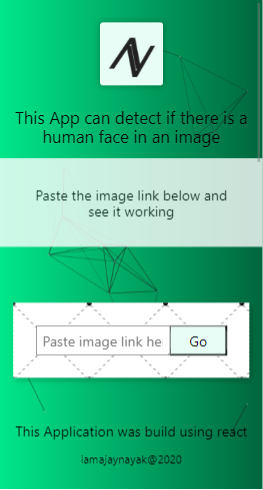 This App can detect if there is a
human face in an image
Paste the image link below and
see it working
Paste image link he
Go
This Application was build using react
iamajaynayak@2020